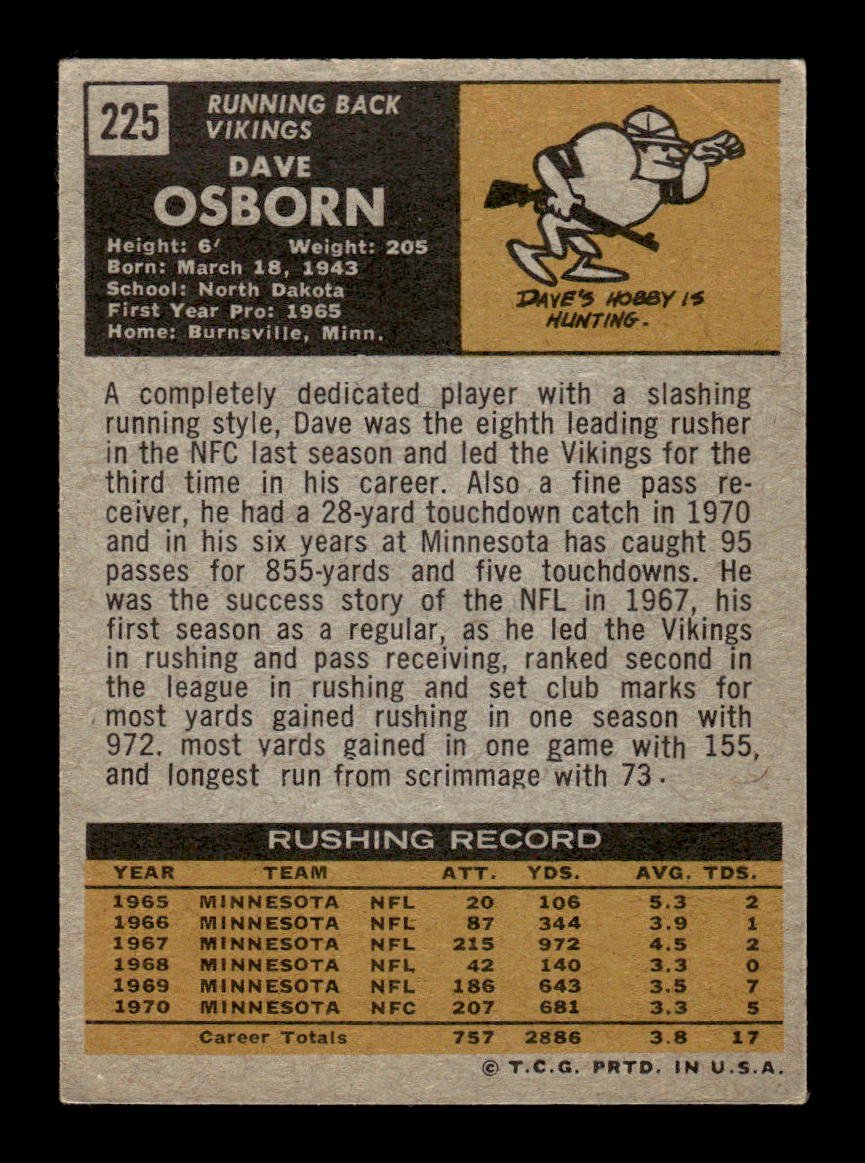 225
RUNNING BACK
VIKINGS
DAVE
OSBORN
Height: 6′ Weight: 205
Born: March 18, 1943
School: North Dakota
First Year Pro: 1965
Home: Burnsville, Minn.
DAVE'S HOBBY IS
HUNTING.
A completely dedicated player with a slashing
running style, Dave was the eighth leading rusher
in the NFC last season and led the Vikings for the
third time in his career. Also a fine pass re-
ceiver, he had a 28-yard touchdown catch in 1970
and in his six years at Minnesota has caught 95
passes for 855-yards and five touchdowns. He
was the success story of the NFL in 1967, his
first season as a regular, as he led the Vikings
in rushing and pass receiving, ranked second in
the league in rushing and set club marks for
most yards gained rushing in one season with
972. most yards gained in one game with 155,
and longest run from scrimmage with 73.
RUSHING RECORD
YEAR TEAM ATT. YDS. AVG. TDS.
1965 MINNESOTA NFL 20 106 5.3 2
1966 MINNESOTA NFL 87 344 3.9 1
1967 MINNESOTA NFL 215 972 4.5 2
1968 MINNESOTA NFL 42 140 3.3 0
1969 MINNESOTA NFL 186 643 3.5 7
1970 MINNESOTA NFC 207 681 3.3 5
Career Totals 757 2886 3.8 17
© T.C.G. PRTD. IN U.S.A.